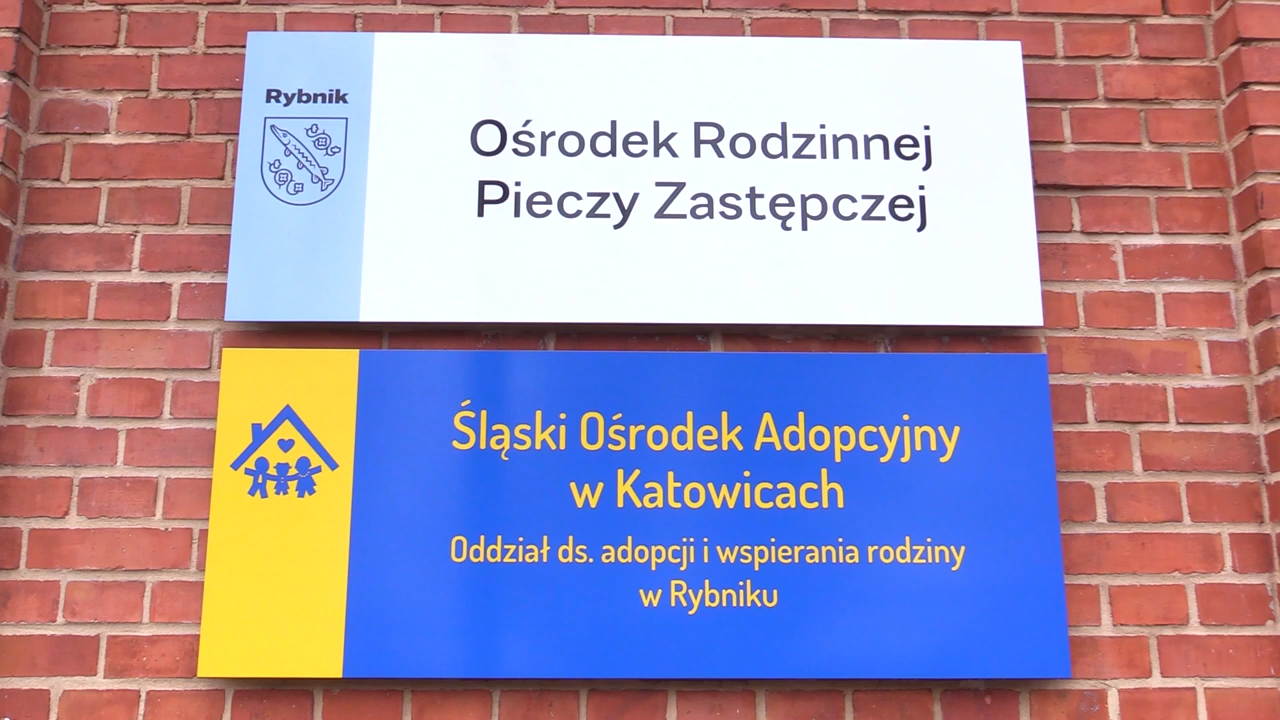 Rybnik
Ośrodek Rodzinnej
Pieczy Zastępczej
Śląski Ośrodek Adopcyjny
w Katowicach
Oddział ds. adopcji i wspierania rodziny
w Rybniku